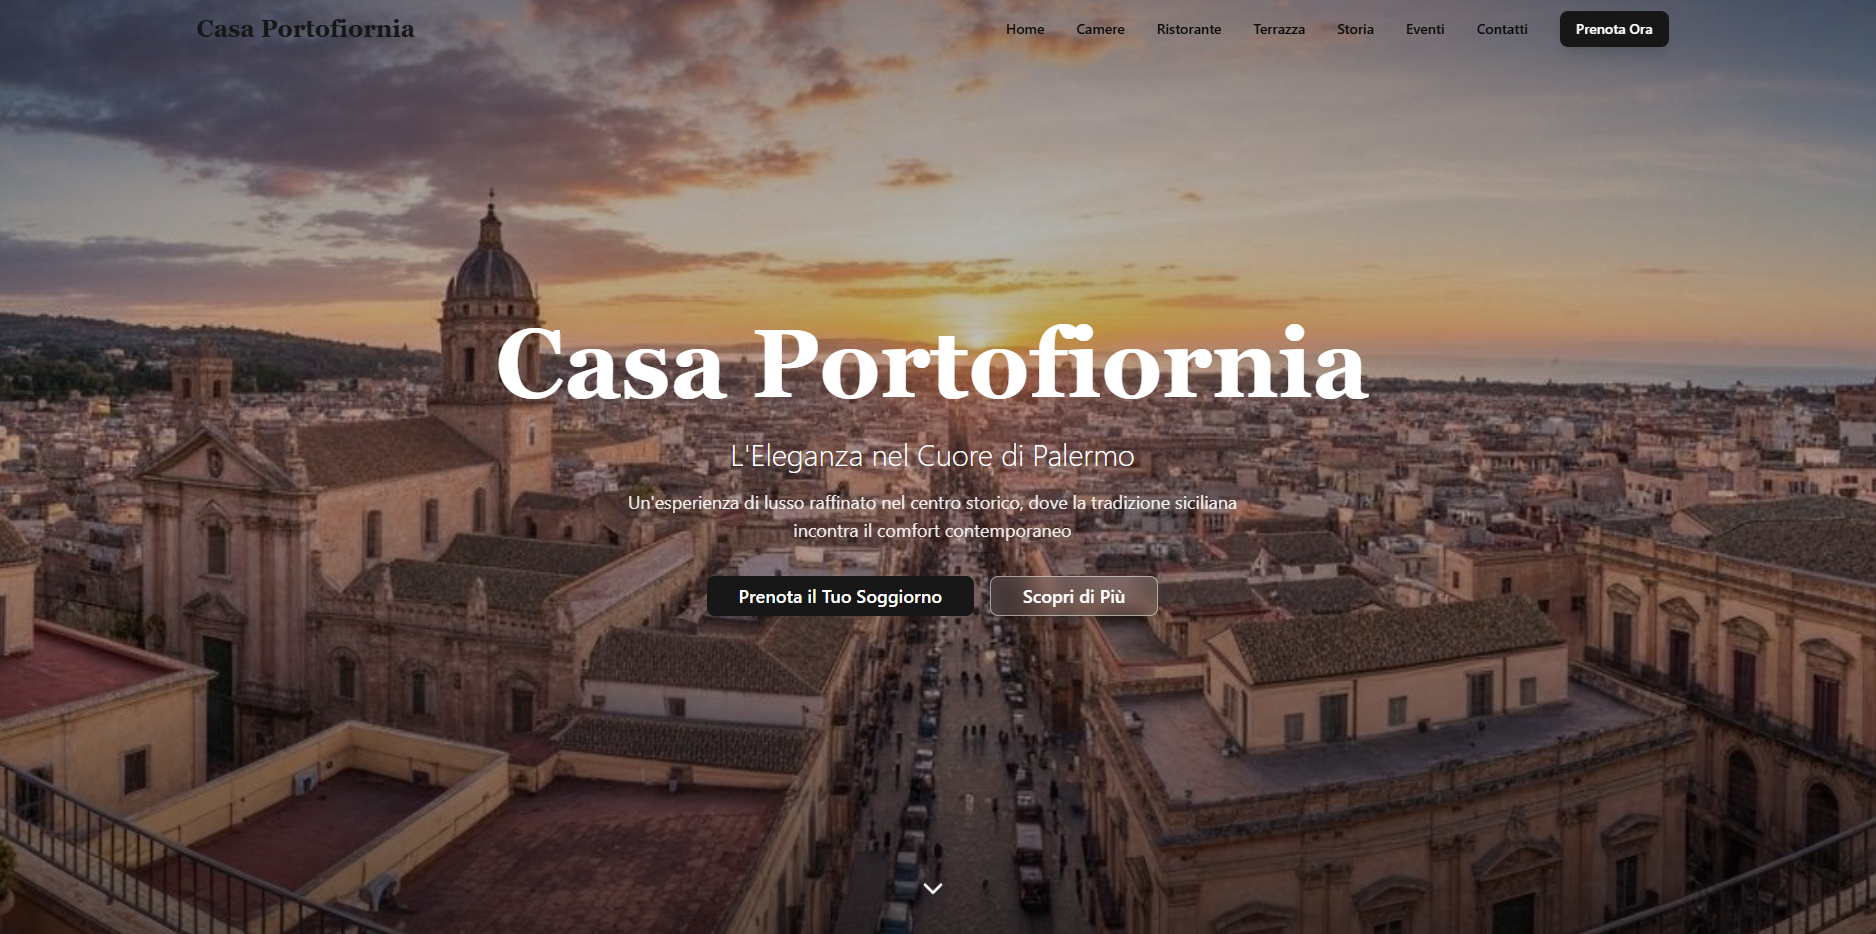 Casa Portofiornia
Home Camere Ristorante Terrazza Storia Eventi Contatti Prenota Ora
Casa Portofiornia
L'Eleganza nel Cuore di Palermo
Un'esperienza di lusso raffinato nel centro storico, dove la tradizione siciliana
incontra il comfort contemporaneo
Prenota il Tuo Soggiorno Scopri di Più